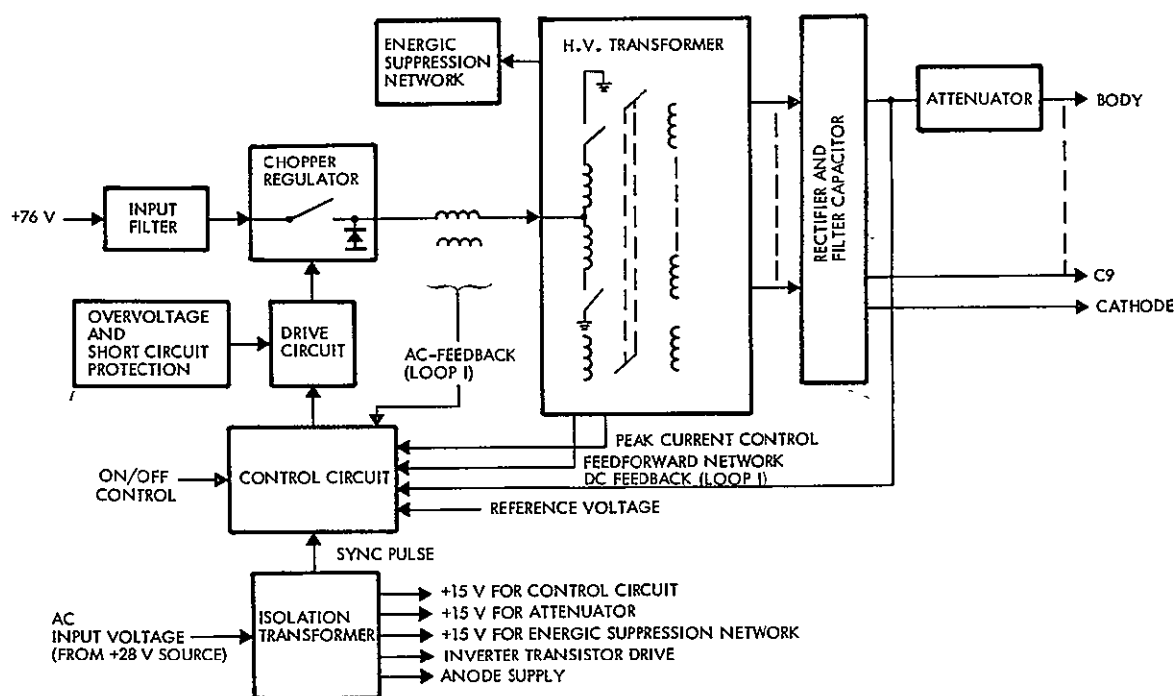 ENERGIC
SUPPRESSION
NETWORK
H.V. TRANSFORMER
ATTENUATOR
BODY
CHOPPER
REGULATOR
+76 V
INPUT
FILTER
RECTIFIER AND
FILTER CAPACITOR
C9
CATHODE
OVERVOLTAGE
AND
SHORT CIRCUIT
PROTECTION
DRIVE
CIRCUIT
AC-FEEDBACK
(LOOP I)
PEAK CURRENT CONTROL
FEEDFORWARD NETWORK
DC FEEDBACK (LOOP I)
ON/OFF
CONTROL
CONTROL CIRCUIT
REFERENCE VOLTAGE
SYNC PULSE
AC
INPUT VOLTAGE
(FROM +28 V SOURCE)
ISOLATION
TRANSFORMER
+15 V FOR CONTROL CIRCUIT
+15 V FOR ATTENUATOR
+15 V FOR ENERGIC SUPPRESSION NETWORK
INVERTER TRANSISTOR DRIVE
ANODE SUPPLY